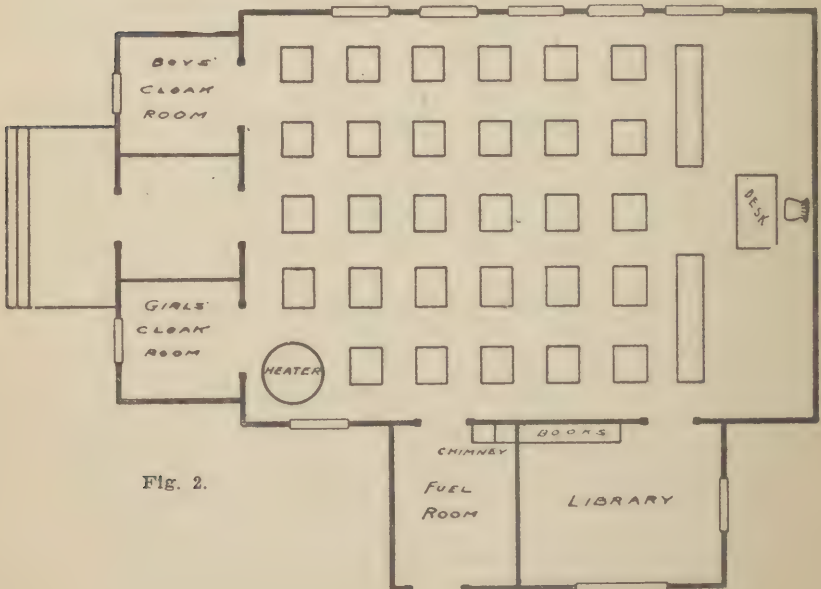 BOYS'
CLOAK
ROOM
DESK
GIRLS'
CLOAK
ROOM
HEATER
BOOKS
CHIMNEY
FUEL
ROOM
LIBRARY
Fig. 2.